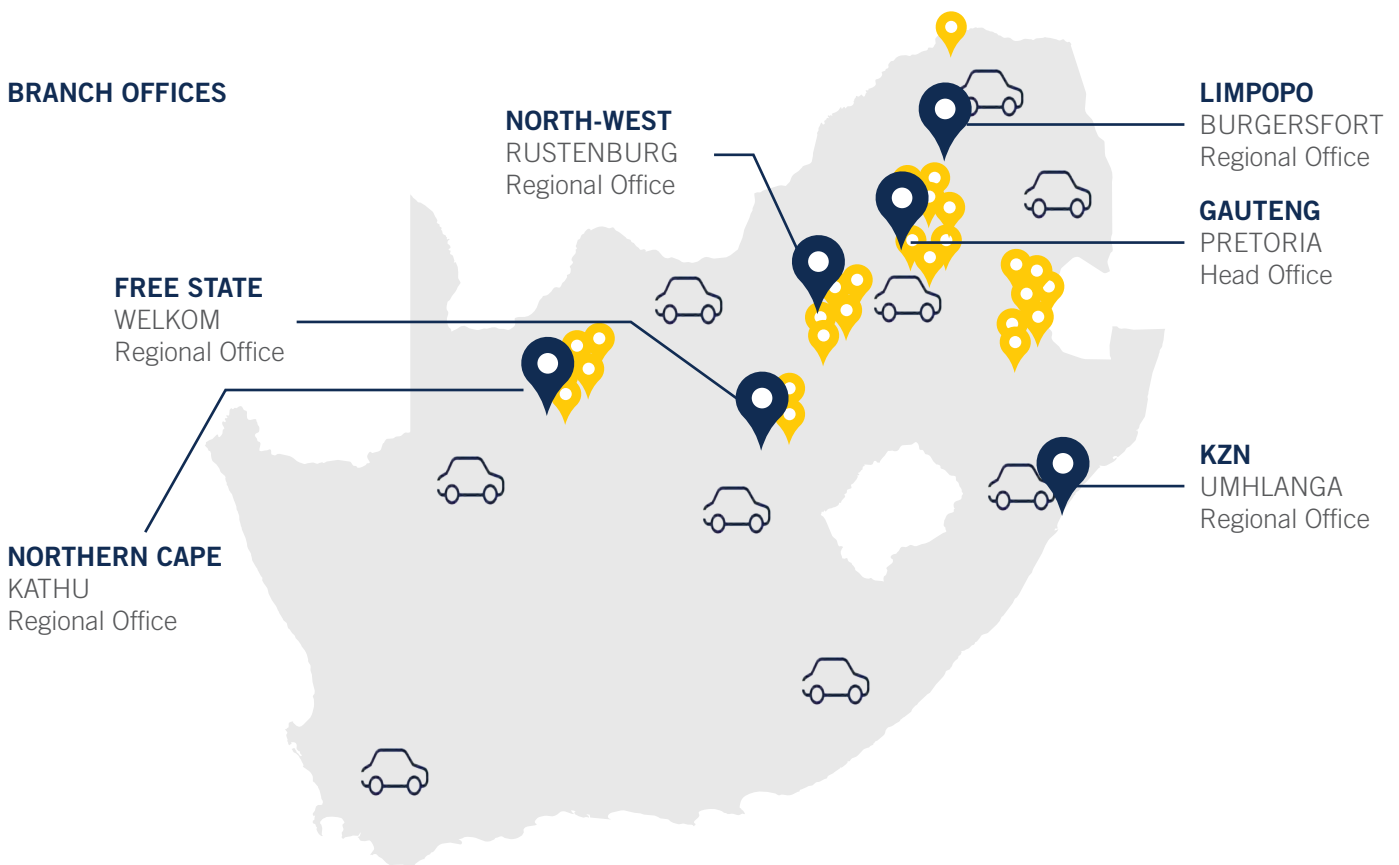 BRANCH OFFICES
NORTH-WEST
RUSTENBURG
Regional Office
LIMPOPO
BURGERSFORT
Regional Office
GAUTENG
PRETORIA
Head Office
FREE STATE
WELKOM
Regional Office
KZN
UMHLANGA
Regional Office
NORTHERN CAPE
KATHU
Regional Office